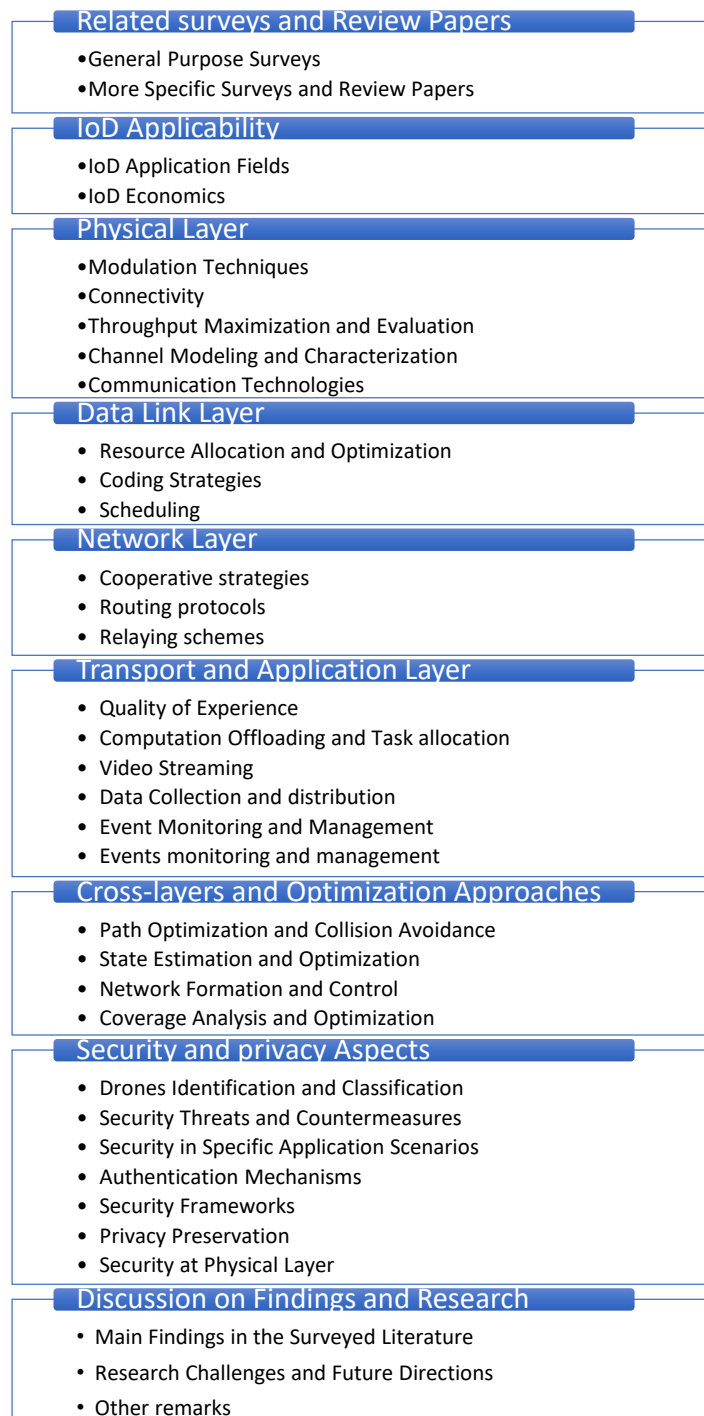 Related surveys and Review Papers
•General Purpose Surveys
•More Specific Surveys and Review Papers
IoD Applicability
•IoD Application Fields
•IoD Economics
Physical Layer
•Modulation Techniques
•Connectivity
•Throughput Maximization and Evaluation
•Channel Modeling and Characterization
•Communication Technologies
Data Link Layer
• Resource Allocation and Optimization
• Coding Strategies
• Scheduling
Network Layer
• Cooperative strategies
• Routing protocols
• Relaying schemes
Transport and Application Layer
• Quality of Experience
• Computation Offloading and Task allocation
• Video Streaming
• Data Collection and distribution
• Event Monitoring and Management
• Events monitoring and management
Cross-layers and Optimization Approaches
• Path Optimization and Collision Avoidance
• State Estimation and Optimization
• Network Formation and Control
• Coverage Analysis and Optimization
Security and privacy Aspects
• Drones Identification and Classification
• Security Threats and Countermeasures
• Security in Specific Application Scenarios
• Authentication Mechanisms
• Security Frameworks
• Privacy Preservation
• Security at Physical Layer
Discussion on Findings and Research
• Main Findings in the Surveyed Literature
• Research Challenges and Future Directions
• Other remarks